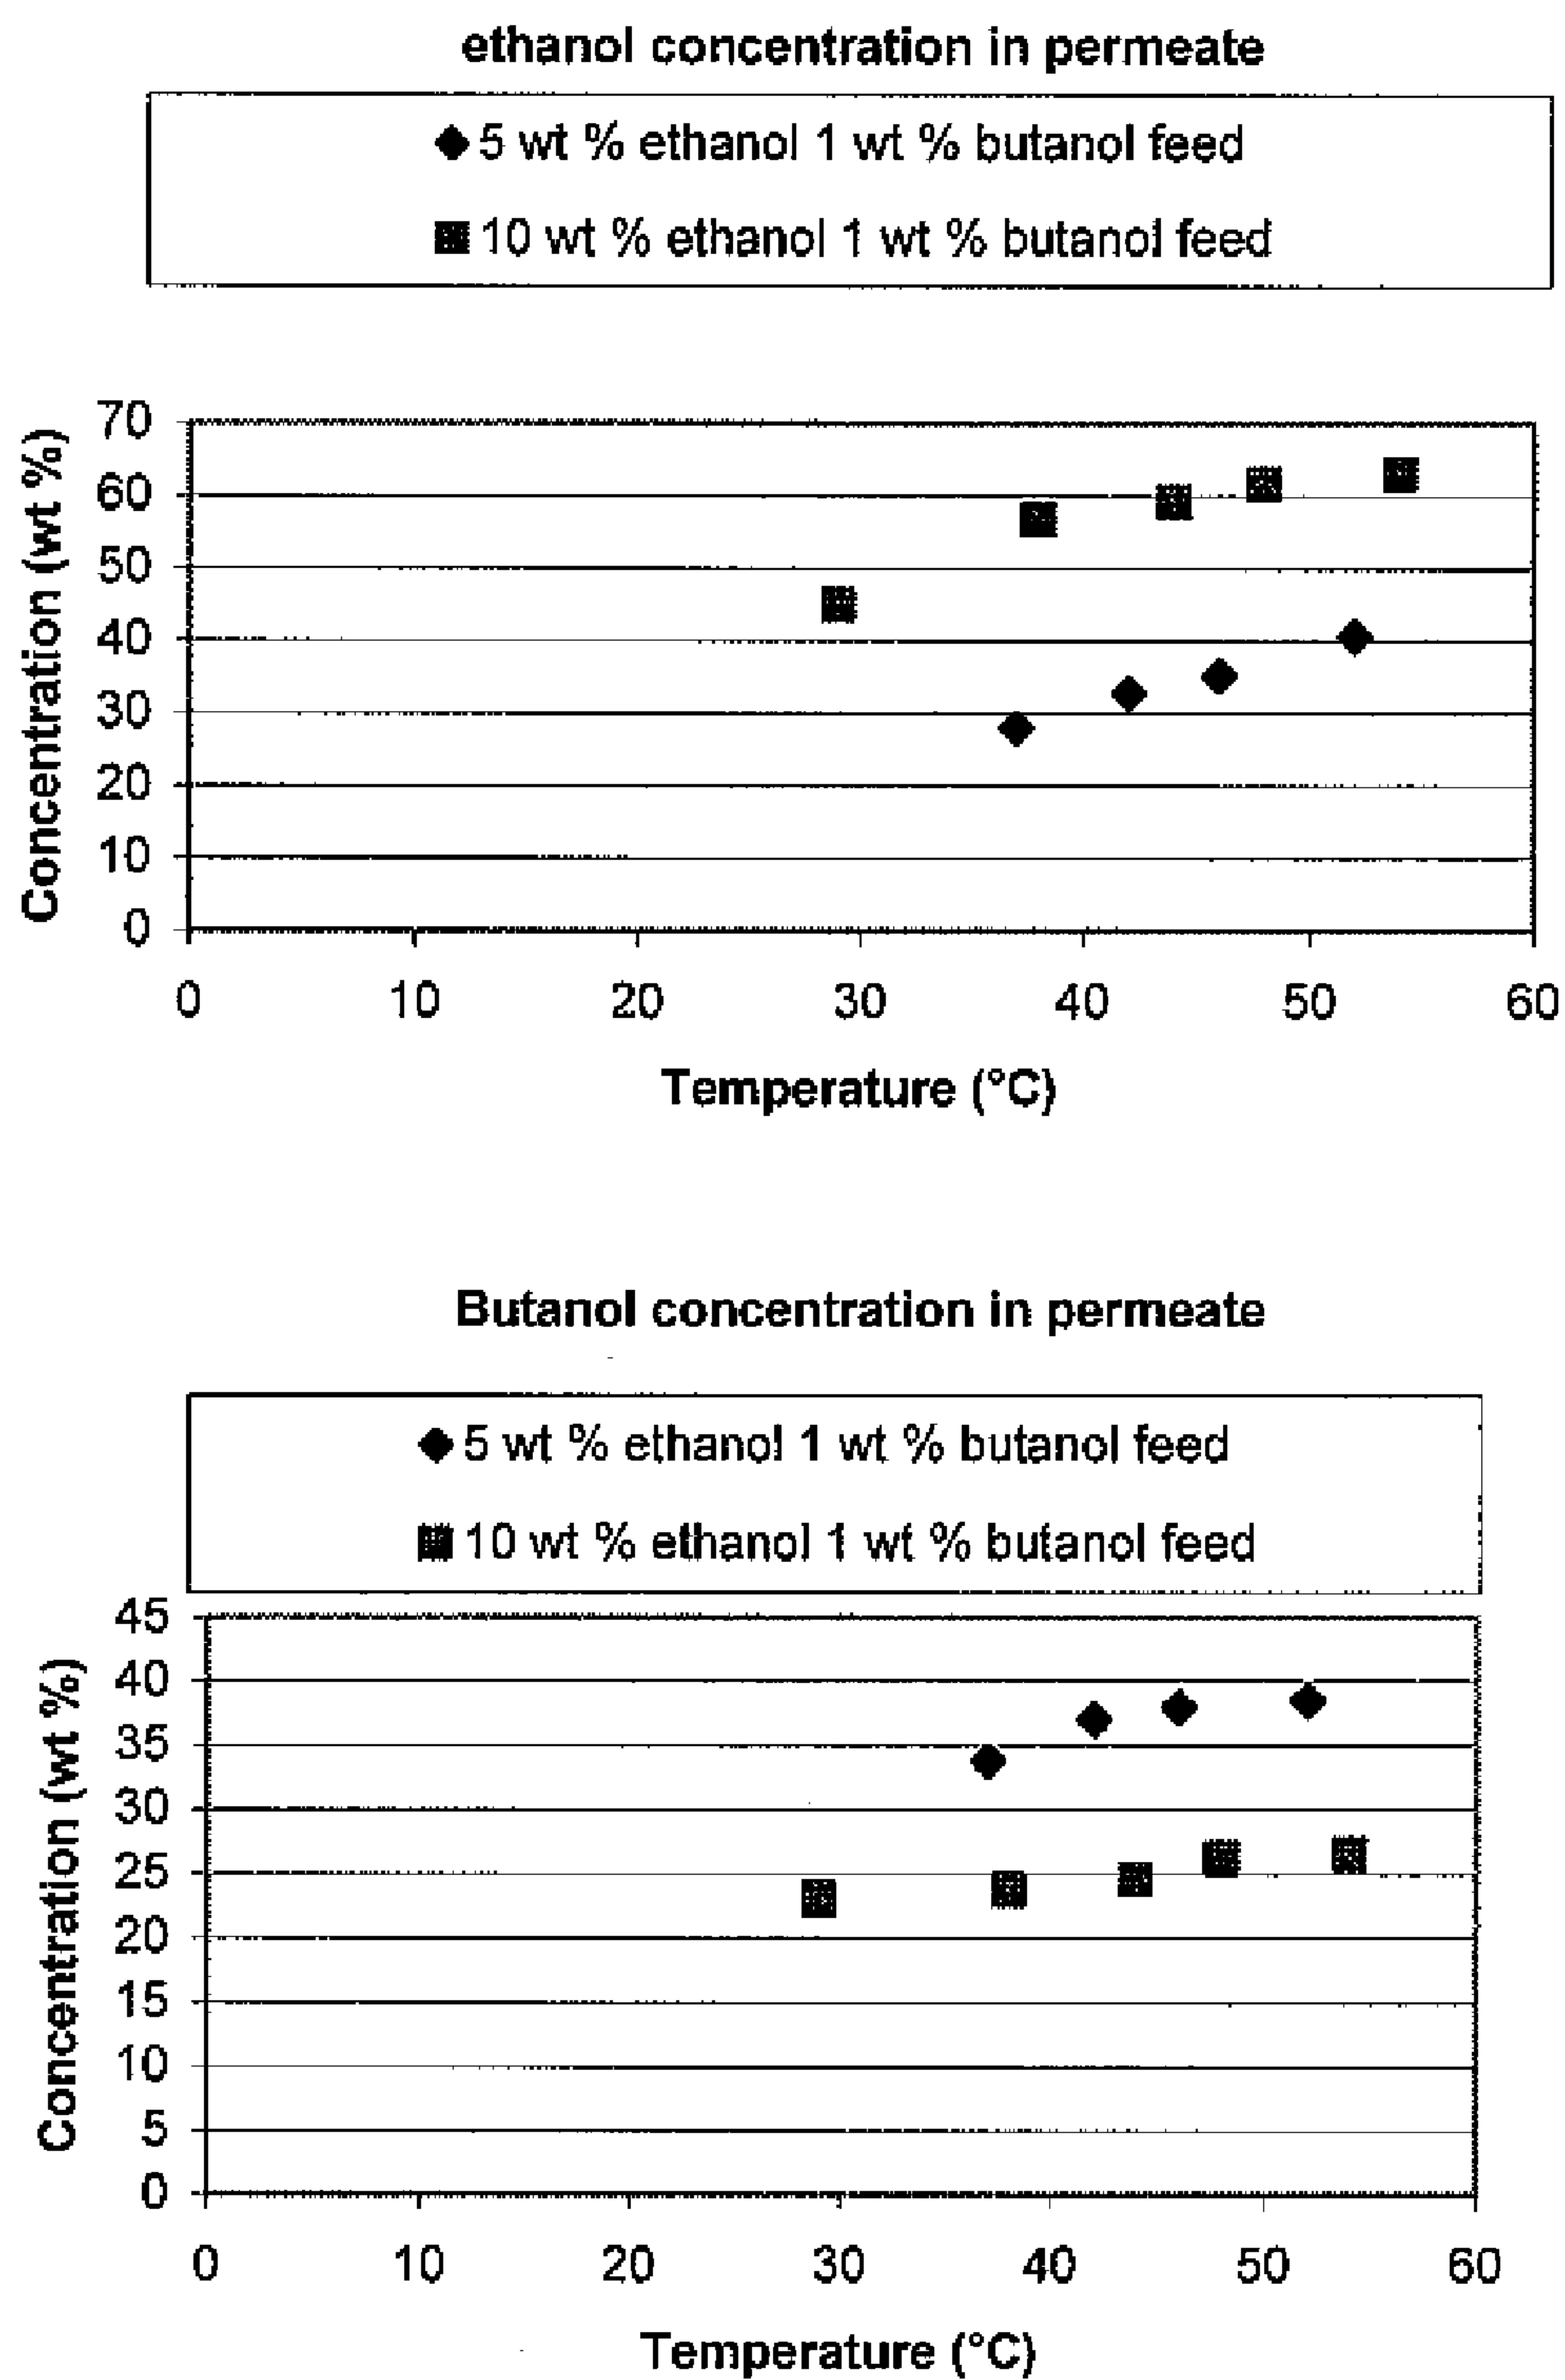 ethanol concentration in permeate
5 wt % ethanol 1 wt % butanol feed
10 wt % ethanol 1 wt % butanol feed
70
60
50
40
30
20
10
0
Concentration (wt %)
0 10 20 30 40 50 60
Temperature (°C)
Butanol concentration in permeate
5 wt % ethanol 1 wt % butanol feed
10 wt % ethanol 1 wt % butanol feed
45
40
35
30
25
20
15
10
5
0
Concentration (wt %)
0 10 20 30 40 50 60
Temperature (°C)